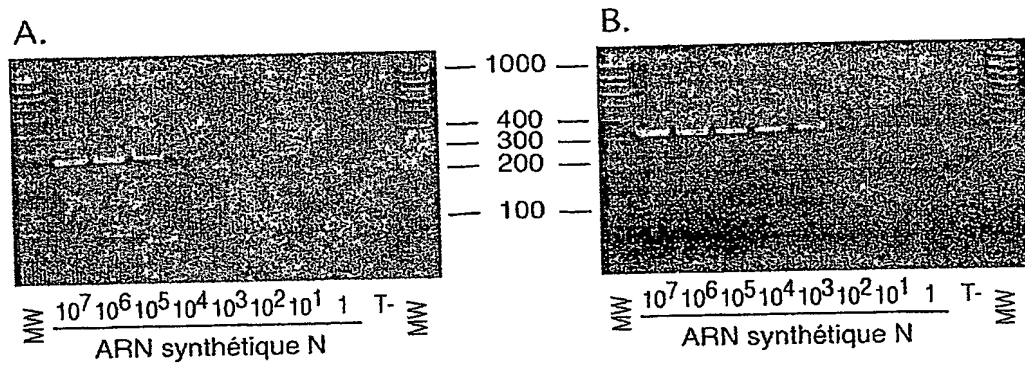 A.
B.
1000
400
300
200
100
MW 10⁷ 10⁶ 10⁵ 10⁴ 10³ 10² 10¹ 1 T- MW
ARN synthétique N
MW 10⁷ 10⁶ 10⁵ 10⁴ 10³ 10² 10¹ 1 T- MW
ARN synthétique N